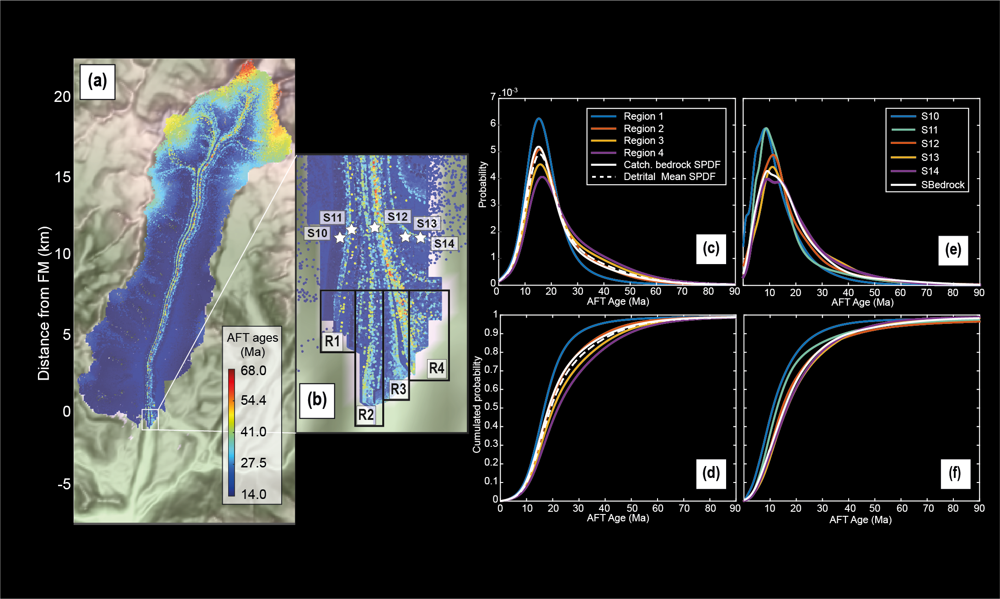 (a)
20
15
10
5
0
-5
Distance from FM (km)
AFT ages
(Ma)
68.0
54.4
41.0
27.5
14.0
S11
S12
S13
S10
S14
R1
R4
R3
R2
(b)
7 .10-3
6
5
4
3
2
1
0
Probability
Region 1
Region 2
Region 3
Region 4
Catch. bedrock SPDF
Detrital Mean SPDF
(c)
0 10 20 30 40 50 60 70 80 90
AFT Age (Ma)
S10
S11
S12
S13
S14
SBedrock
(e)
10 20 30 40 50 60 70 80 90
AFT Age (Ma)
1
0.9
0.8
0.7
0.6
0.5
0.4
0.3
0.2
0.1
0
Cumulated probability
(d)
0 10 20 30 40 50 60 70 80 90
AFT Age (Ma)
(f)
10 20 30 40 50 60 70 80 90
AFT Age (Ma)